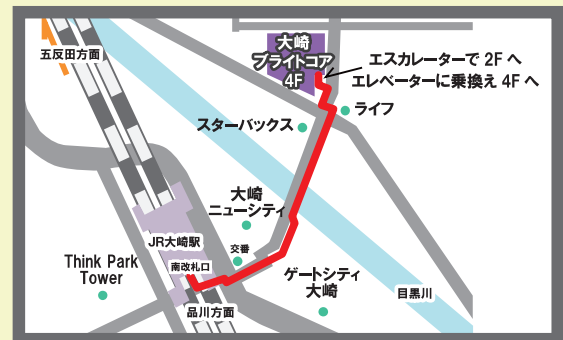 五反田方面
大崎
ブライトコア
4F
エスカレーターで 2F へ
エレベーターに乗換え 4F へ
ライフ
スターバックス
大崎
ニューシティ
JR大崎駅
交番
南改札口
Think Park
Tower
ゲートシティ
大崎
目黒川
品川方面